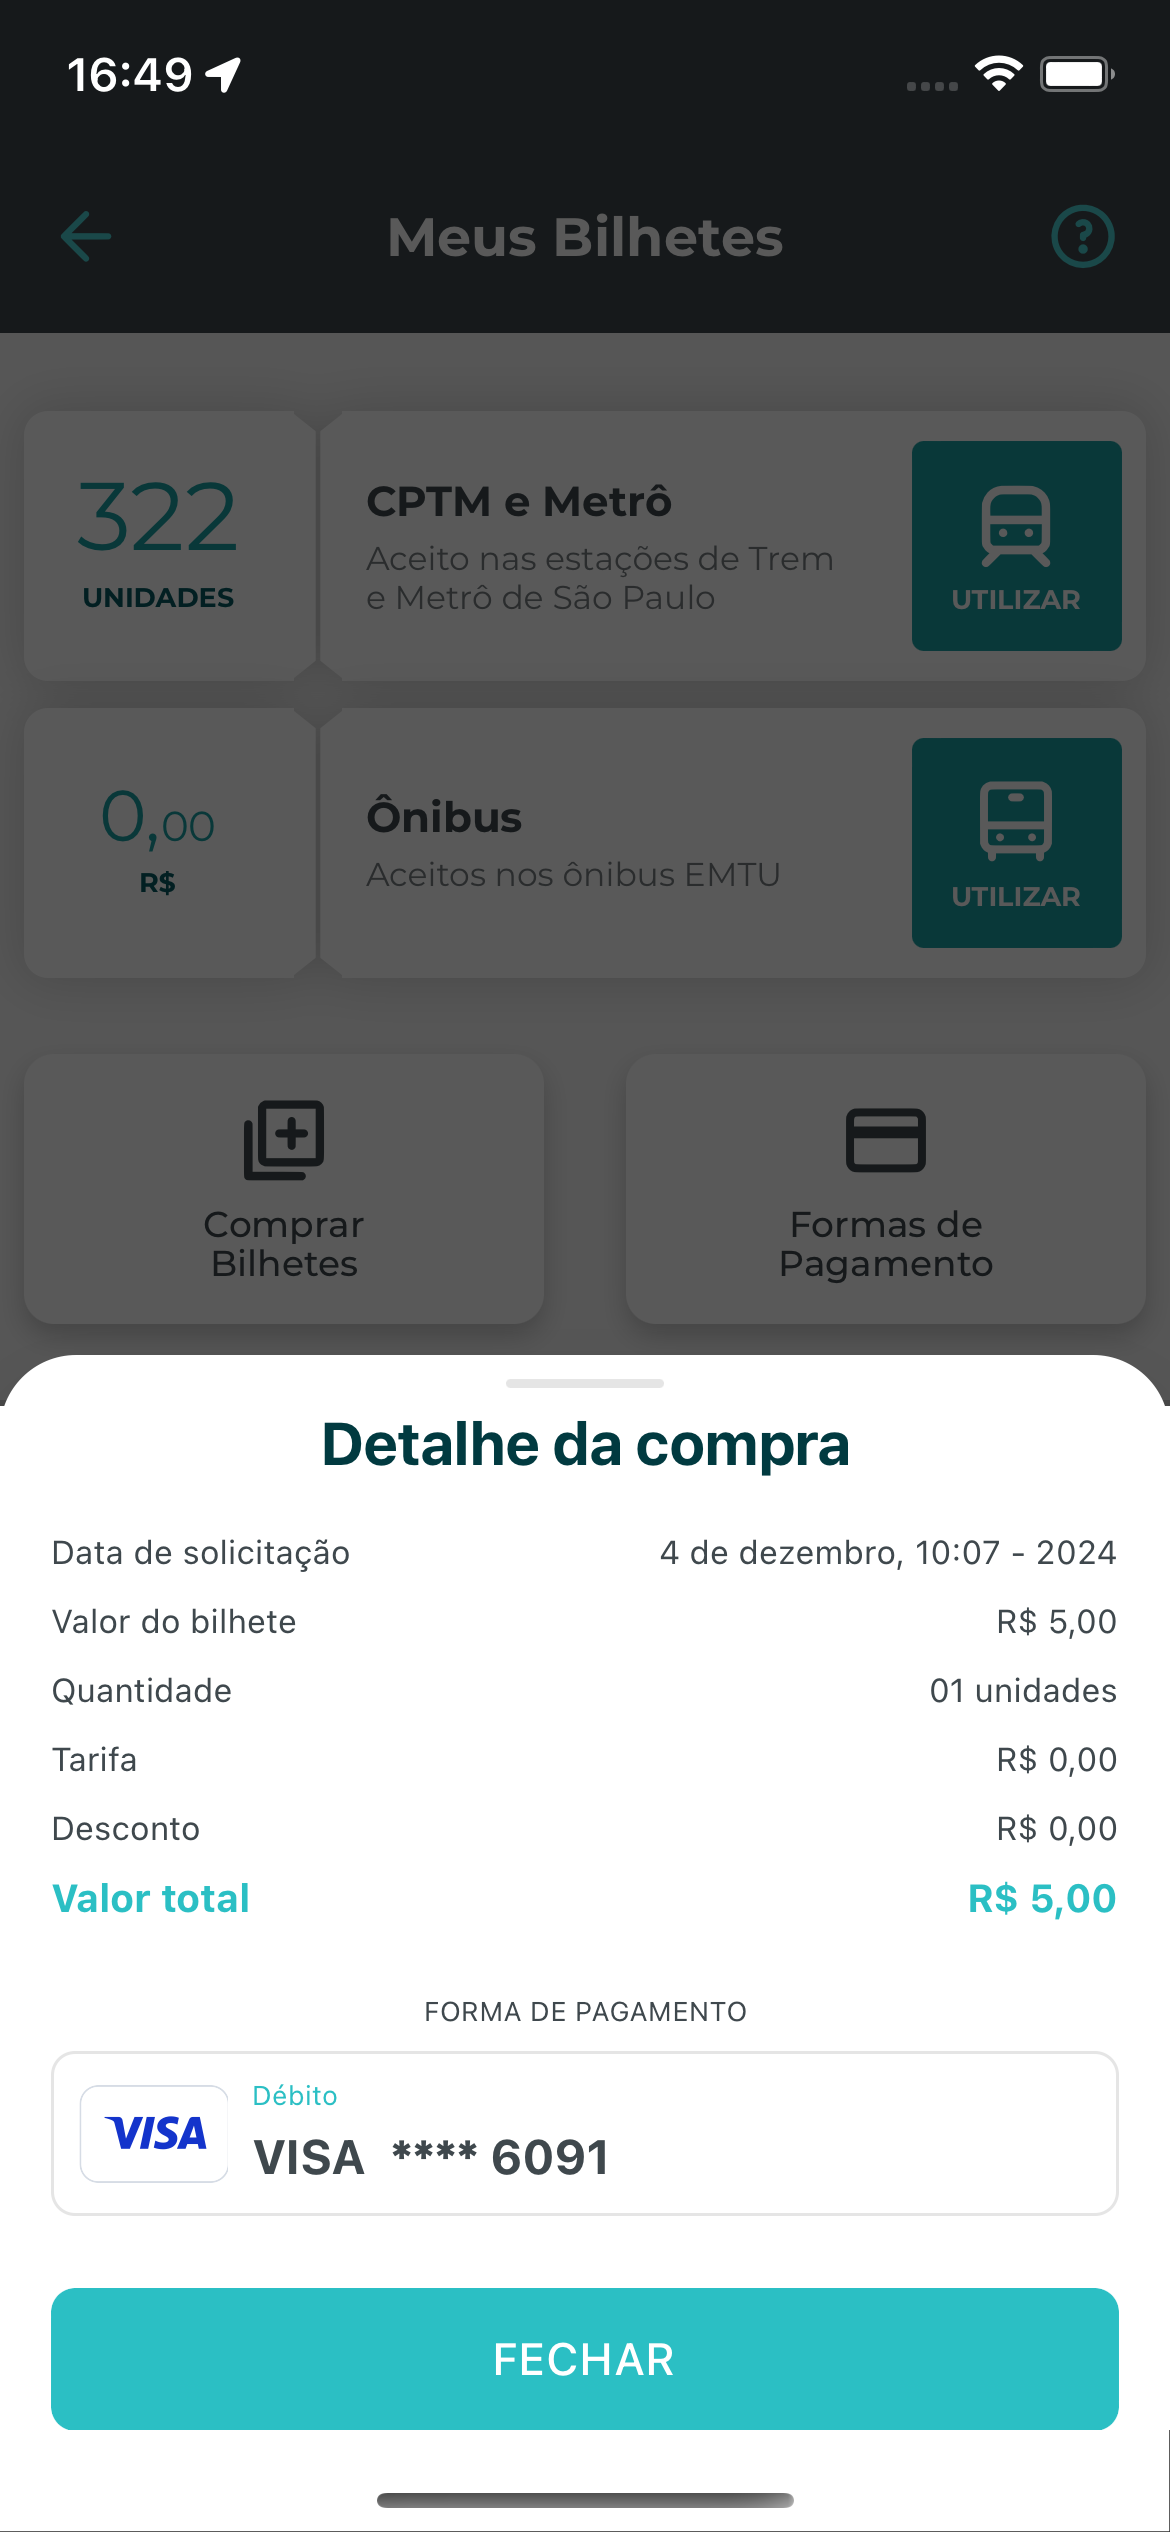 16:49
Meus Bilhetes
322
UNIDADES
CPTM e Metrô
Aceito nas estações de Trem
e Metrô de São Paulo
UTILIZAR
0,00
R$
Ônibus
Aceitos nos ônibus EMTU
UTILIZAR
Comprar
Bilhetes
Formas de
Pagamento
Detalhe da compra
Data de solicitação 4 de dezembro, 10:07 - 2024
Valor do bilhete R$ 5,00
Quantidade 01 unidades
Tarifa R$ 0,00
Desconto R$ 0,00
Valor total R$ 5,00
FORMA DE PAGAMENTO
VISA
Débito
VISA **** 6091
FECHAR